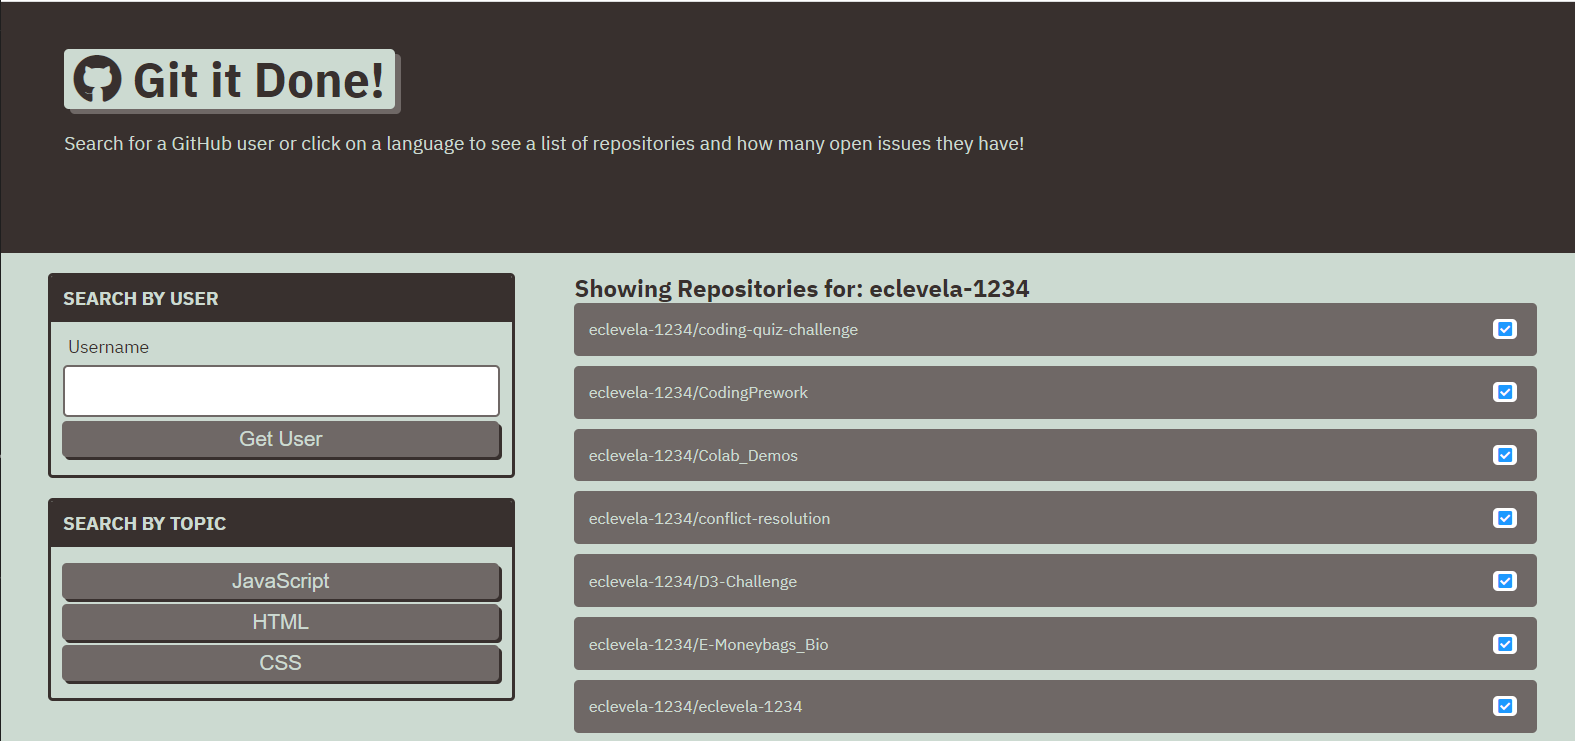 Git it Done!
Search for a GitHub user or click on a language to see a list of repositories and how many open issues they have!
SEARCH BY USER
Username
Get User
SEARCH BY TOPIC
JavaScript
HTML
CSS
Showing Repositories for: eclevela-1234
eclevela-1234/coding-quiz-challenge
eclevela-1234/CodingPrework
eclevela-1234/Colab_Demos
eclevela-1234/conflict-resolution
eclevela-1234/D3-Challenge
eclevela-1234/E-Moneybags_Bio
eclevela-1234/eclevela-1234